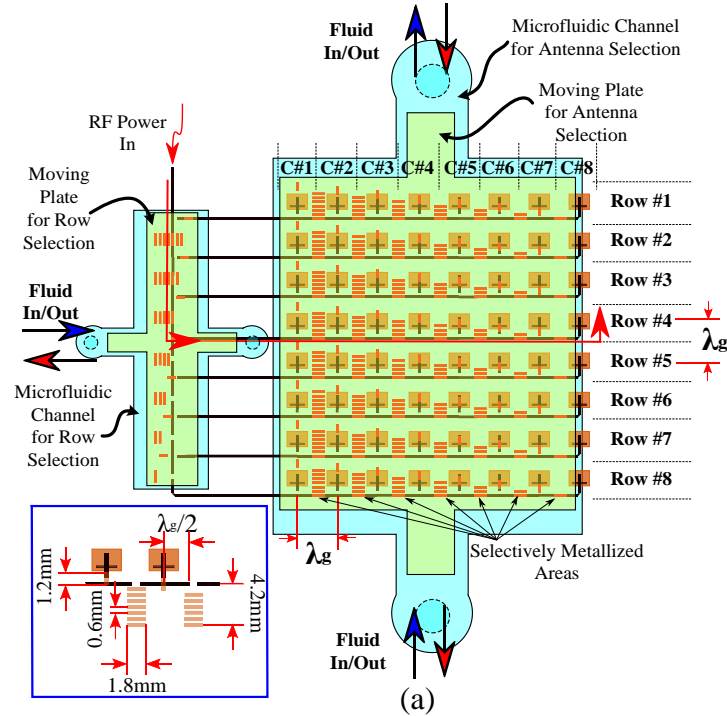 Fluid
In/Out
Microfluidic Channel
for Antenna Selection
Moving Plate
for Antenna
Selection
RF Power
In
Moving
Plate
for Row
Selection
C#1 C#2 C#3 C#4 C#5 C#6 C#7 C#8
Row #1
Row #2
Row #3
Row #4
Row #5
Row #6
Row #7
Row #8
λg
Fluid
In/Out
Microfluidic
Channel
for Row
Selection
λg
Selectively Metallized
Areas
λg/2
1.2mm
0.6mm
1.8mm
4.2mm
Fluid
In/Out
(a)